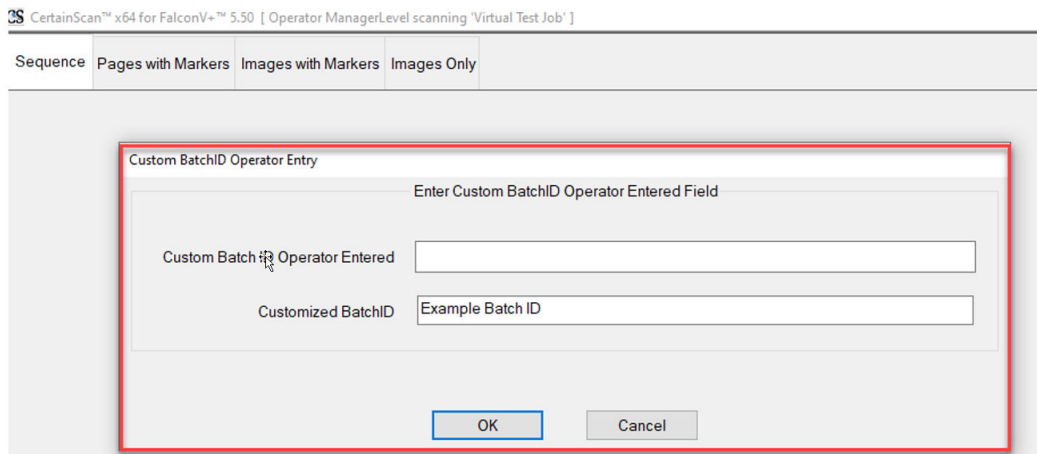 CS CertainScan™ x64 for FalconV+™ 5.50 [ Operator ManagerLevel scanning 'Virtual Test Job' ]
Sequence Pages with Markers Images with Markers Images Only
Custom BatchID Operator Entry
Enter Custom BatchID Operator Entered Field
Custom Batch ID Operator Entered
Customized BatchID Example Batch ID
OK Cancel